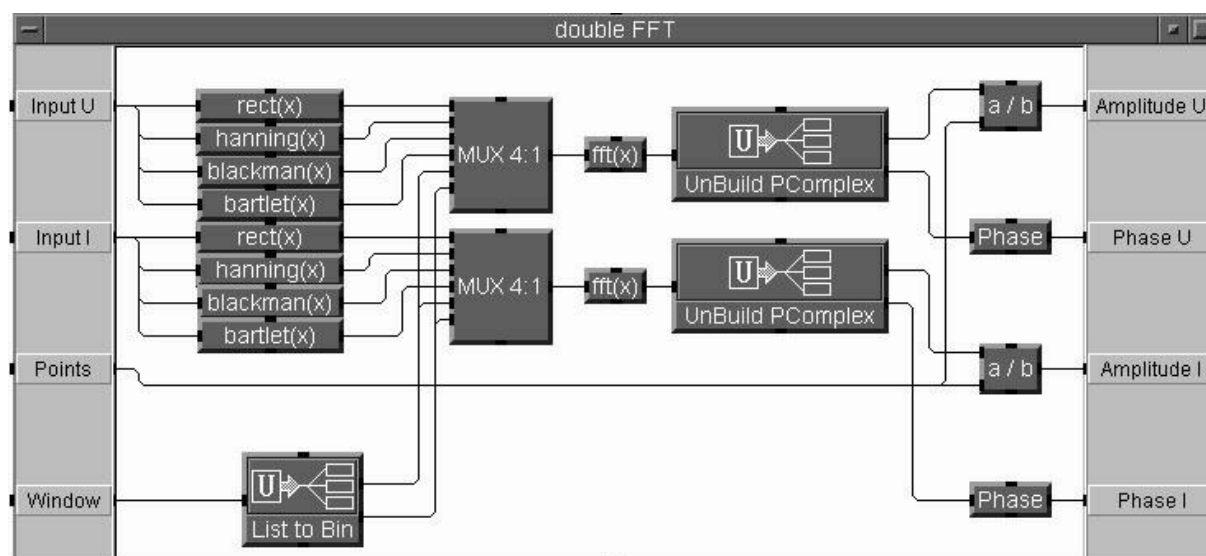 double FFT
Input U
rect(x)
hanning(x)
blackman(x)
bartlet(x)
MUX 4:1
fft(x)
U
UnBuild PComplex
a / b
Amplitude U
Phase
Phase U
Input I
rect(x)
hanning(x)
blackman(x)
bartlet(x)
MUX 4:1
fft(x)
U
UnBuild PComplex
Points
a / b
Amplitude I
Window
U
List to Bin
Phase
Phase I